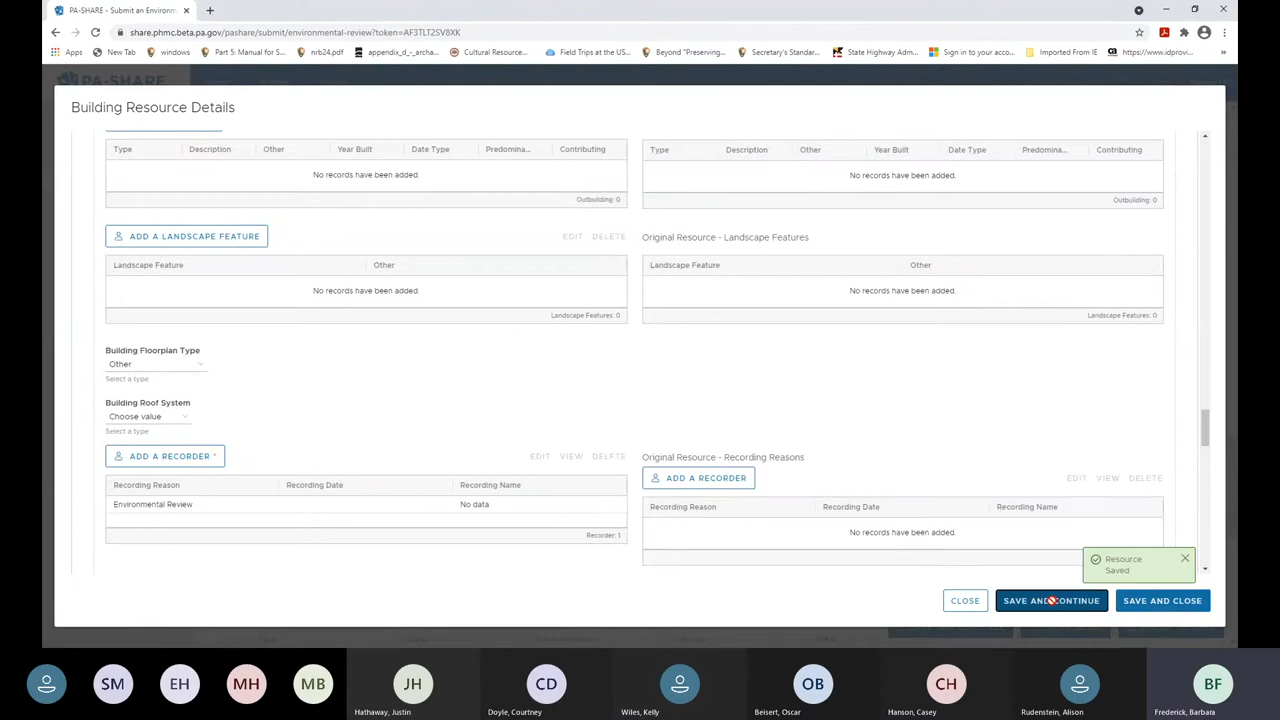 PA-SHARE - Submit an Environm
share.phmc.beta.pa.gov/pashare/submit/environmental-review?token=AF3TLT2SV8XK
Apps New Tab windows Part 5: Manual for S... nrb24.pdf appendix_d_-_archa... Cultural Resource... Field Trips at the US... Beyond "Preserving... Secretary's Standar... State Highway Adm... Sign in to your acco... Imported From IE https://www.idprovi... »
PA-SHARE
Building Resource Details
Type Description Other Year Built Date Type Predomina... Contributing
No records have been added.
Outbuilding: 0
Type Description Other Year Built Date Type Predomina... Contributing
No records have been added.
Outbuilding: 0
ADD A LANDSCAPE FEATURE EDIT DELETE
Original Resource - Landscape Features
Landscape Feature Other
No records have been added.
Landscape Features: 0
Landscape Feature Other
No records have been added.
Landscape Features: 0
Building Floorplan Type
Other
Select a type
Building Roof System
Choose value
Select a type
ADD A RECORDER * EDIT VIEW DELETE
Recording Reason Recording Date Recording Name
Environmental Review No data
Recorder: 1
Original Resource - Recording Reasons
ADD A RECORDER EDIT VIEW DELETE
Recording Reason Recording Date Recording Name
No records have been added.
Resource
Saved
CLOSE SAVE AND CONTINUE SAVE AND CLOSE
SM EH MH MB JH CD OB CH BF
Hathaway, Justin Doyle, Courtney Wiles, Kelly Beisert, Oscar Hanson, Casey Rudenstein, Alison Frederick, Barbara